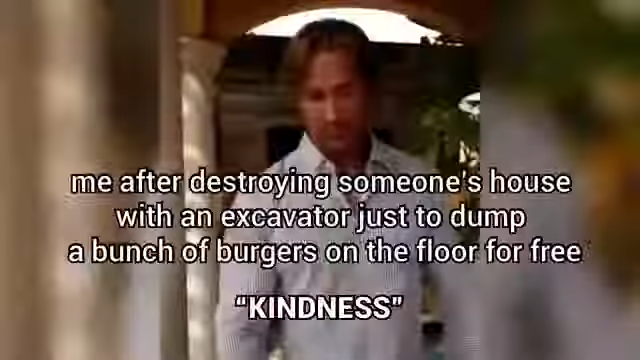 me after destroying someone's house
with an excavator just to dump
a bunch of burgers on the floor for free
“KINDNESS”